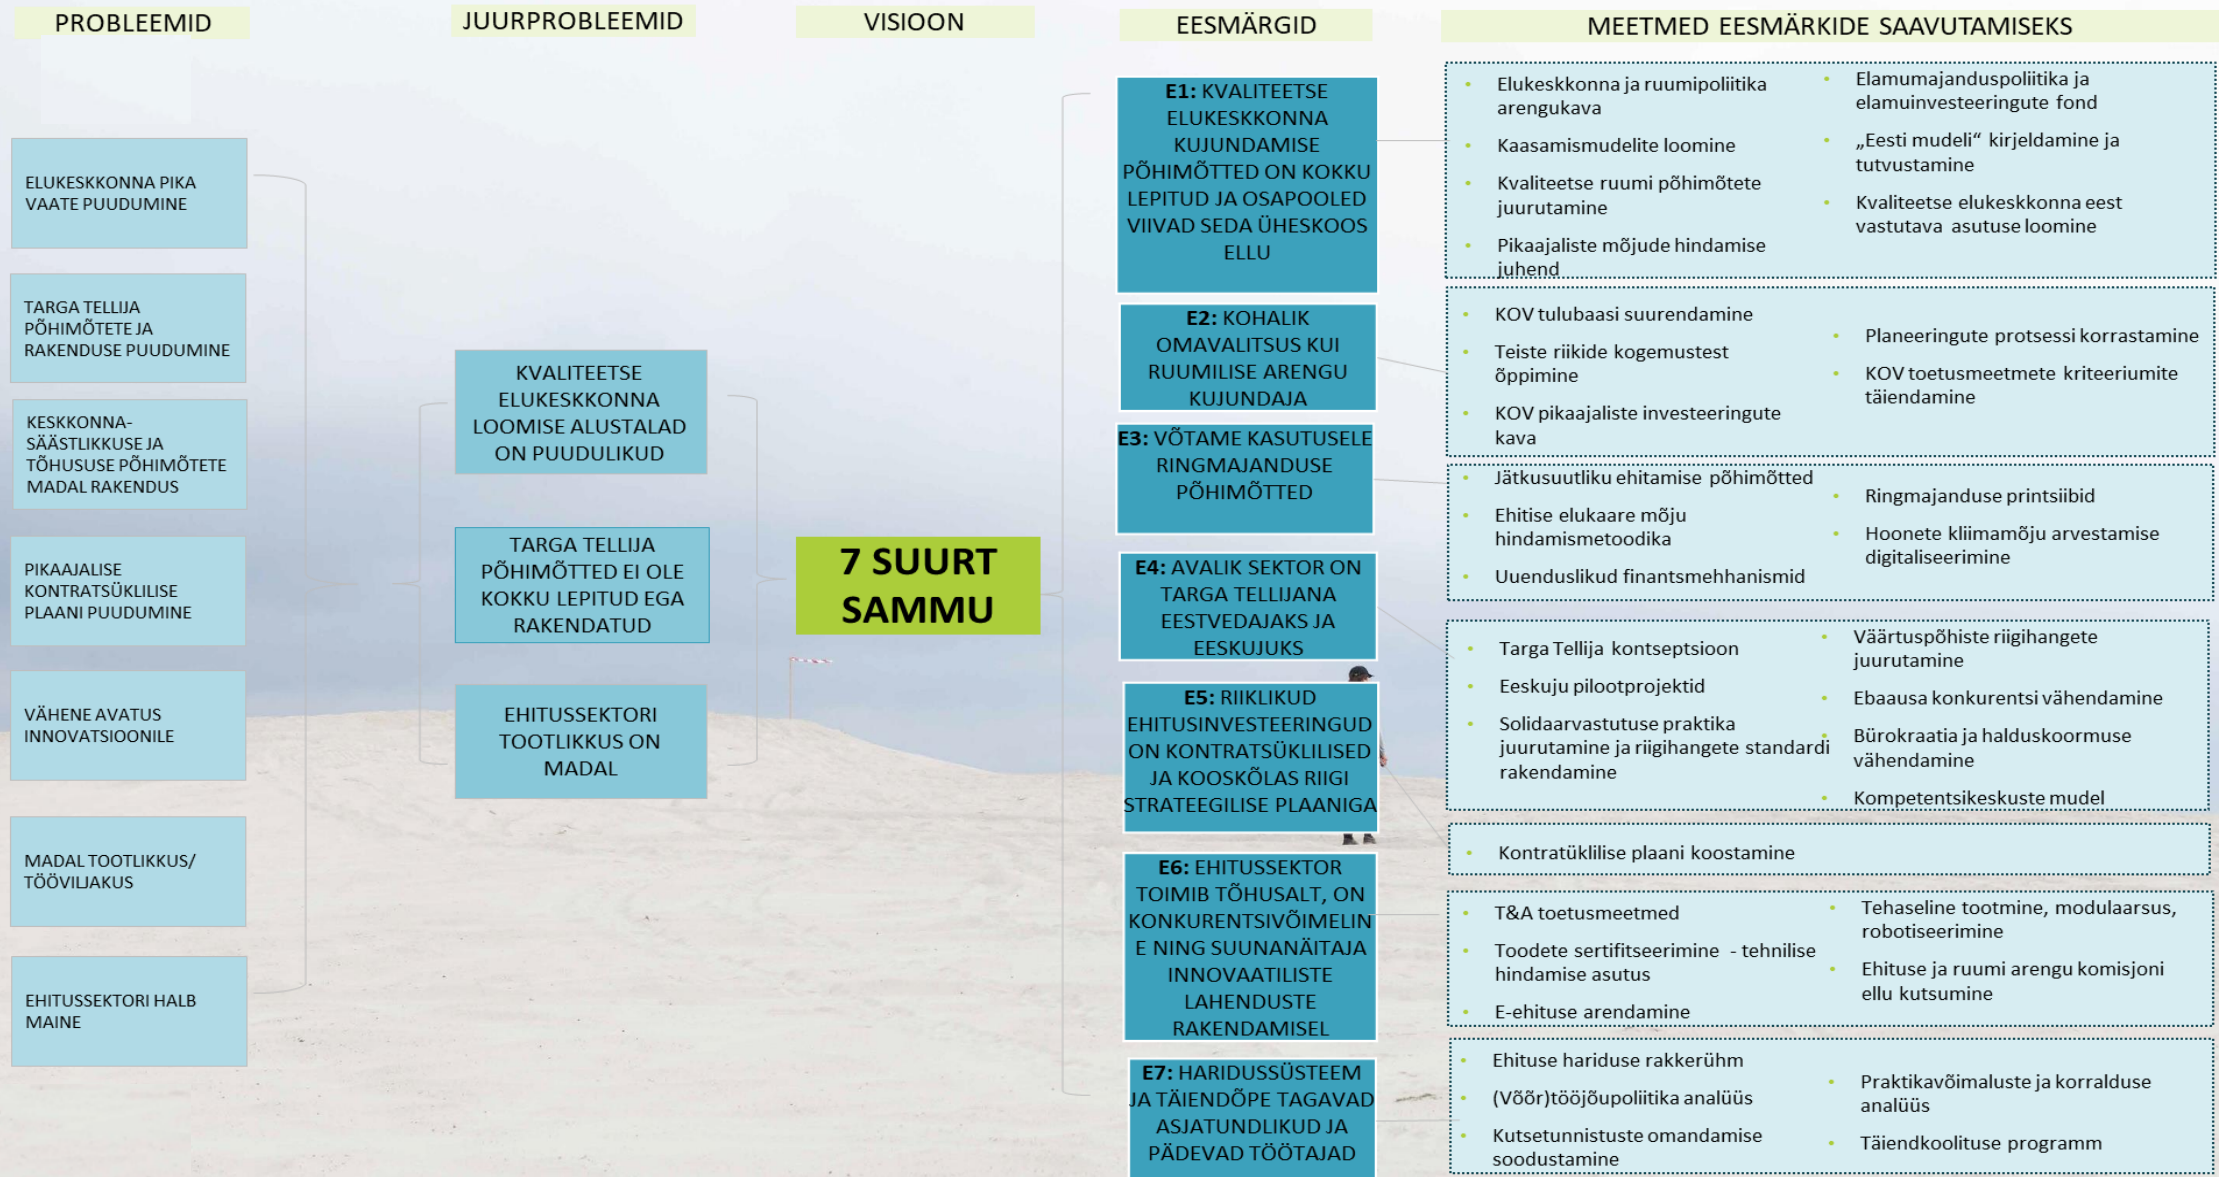 PROBLEEMID
ELUKESKKONNA PIKA
VAATE PUUDUMINE
TARGA TELLIJA
PÕHIMÕTETE JA
RAKENDUSE PUUDUMINE
KESKKONNA-
SÄÄSTLIKKUSE JA
TÕHUSUSE PÕHIMÕTETE
MADAL RAKENDUS
PIKAAJALISE
KONTRATSÜKLILISE
PLAANI PUUDUMINE
VÄHENE AVATUS
INNOVATSIOONILE
MADAL TOOTLIKKUS/
TÖÖVILJAKUS
EHITUSSEKTORI HALB
MAINE
JUURPROBLEEMID
KVALITEETSE
ELUKESKKONNA
LOOMISE ALUSTALAD
ON PUUDULIKUD
TARGA TELLIJA
PÕHIMÕTTED EI OLE
KOKKU LEPITUD EGA
RAKENDATUD
EHITUSSEKTORI
TOOTLIKKUS ON
MADAL
VISIOON
7 SUURT
SAMMU
EESMÄRGID
E1: KVALITEETSE
ELUKESKKONNA
KUJUNDAMISE
PÕHIMÕTTED ON KOKKU
LEPITUD JA OSAPOOLED
VIIVAD SEDA ÜHESKOOS
ELLU
E2: KOHALIK
OMAVALITSUS KUI
RUUMILISE ARENGU
KUJUNDAJA
E3: VÕTAME KASUTUSELE
RINGMAJANDUSE
PÕHIMÕTTED
E4: AVALIK SEKTOR ON
TARGA TELLIJANA
EESTVEDAJAKS JA
EESKUJUKS
E5: RIIKLIKUD
EHITUSINVESTEERINGUD
ON KONTRATSÜKLILISED
JA KOOSKÕLAS RIIGI
STRATEEGILISE PLAANIGA
E6: EHITUSSEKTOR
TOIMIB TÕHUSALT, ON
KONKURENTSIVÕIMELIN
E NING SUUNANÄITAJA
INNOVAATILISTE
LAHENDUSTE
RAKENDAMISEL
E7: HARIDUSSÜSTEEM
JA TÄIENDÕPE TAGAVAD
ASJATUNDLIKUD JA
PÄDEVAD TÖÖTAJAD
MEETMED EESMÄRKIDE SAAVUTAMISEKS
• Elukeskkonna ja ruumipoliitika
arengukava
• Kaasamismudelite loomine
• Kvaliteetse ruumi põhimõtete
juurutamine
• Pikaajaliste mõjude hindamise
juhend
• Elamumajanduspoliitika ja
elamuinvesteeringute fond
• „Eesti mudeli“ kirjeldamine ja
tutvustamine
• Kvaliteetse elukeskkonna eest
vastutava asutuse loomine
• KOV tulubaasi suurendamine
• Teiste riikide kogemustest
õppimine
• KOV pikaajaliste investeeringute
kava
• Planeeringute protsessi korrastamine
• KOV toetusmeetmete kriteeriumite
täiendamine
• Jätkusuutliku ehitamise põhimõtted
• Ehitise elukaare mõju
hindamismetoodika
• Uuenduslikud finantsmehhanismid
• Ringmajanduse printsiibid
• Hoonete kliimamõju arvestamise
digitaliseerimine
• Targa Tellija kontseptsioon
• Eeskuju pilootprojektid
• Solidaarvastutuse praktika
juurutamine ja riigihangete standardi
rakendamine
• Väärtuspõhiste riigihangete
juurutamine
• Ebaausa konkurentsi vähendamine
• Bürokraatia ja halduskoormuse
vähendamine
• Kompetentsikeskuste mudel
• Kontratüklilise plaani koostamine
• T&A toetusmeetmed
• Toodete sertifitseerimine - tehnilise
hindamise asutus
• E-ehituse arendamine
• Tehaseline tootmine, modulaarsus,
robotiseerimine
• Ehituse ja ruumi arengu komisjoni
ellu kutsumine
• Ehituse hariduse rakkerühm
• (Võõr)tööjõupoliitika analüüs
• Kutsetunnistuste omandamise
soodustamine
• Praktikavõimaluste ja korralduse
analüüs
• Täiendkoolituse programm